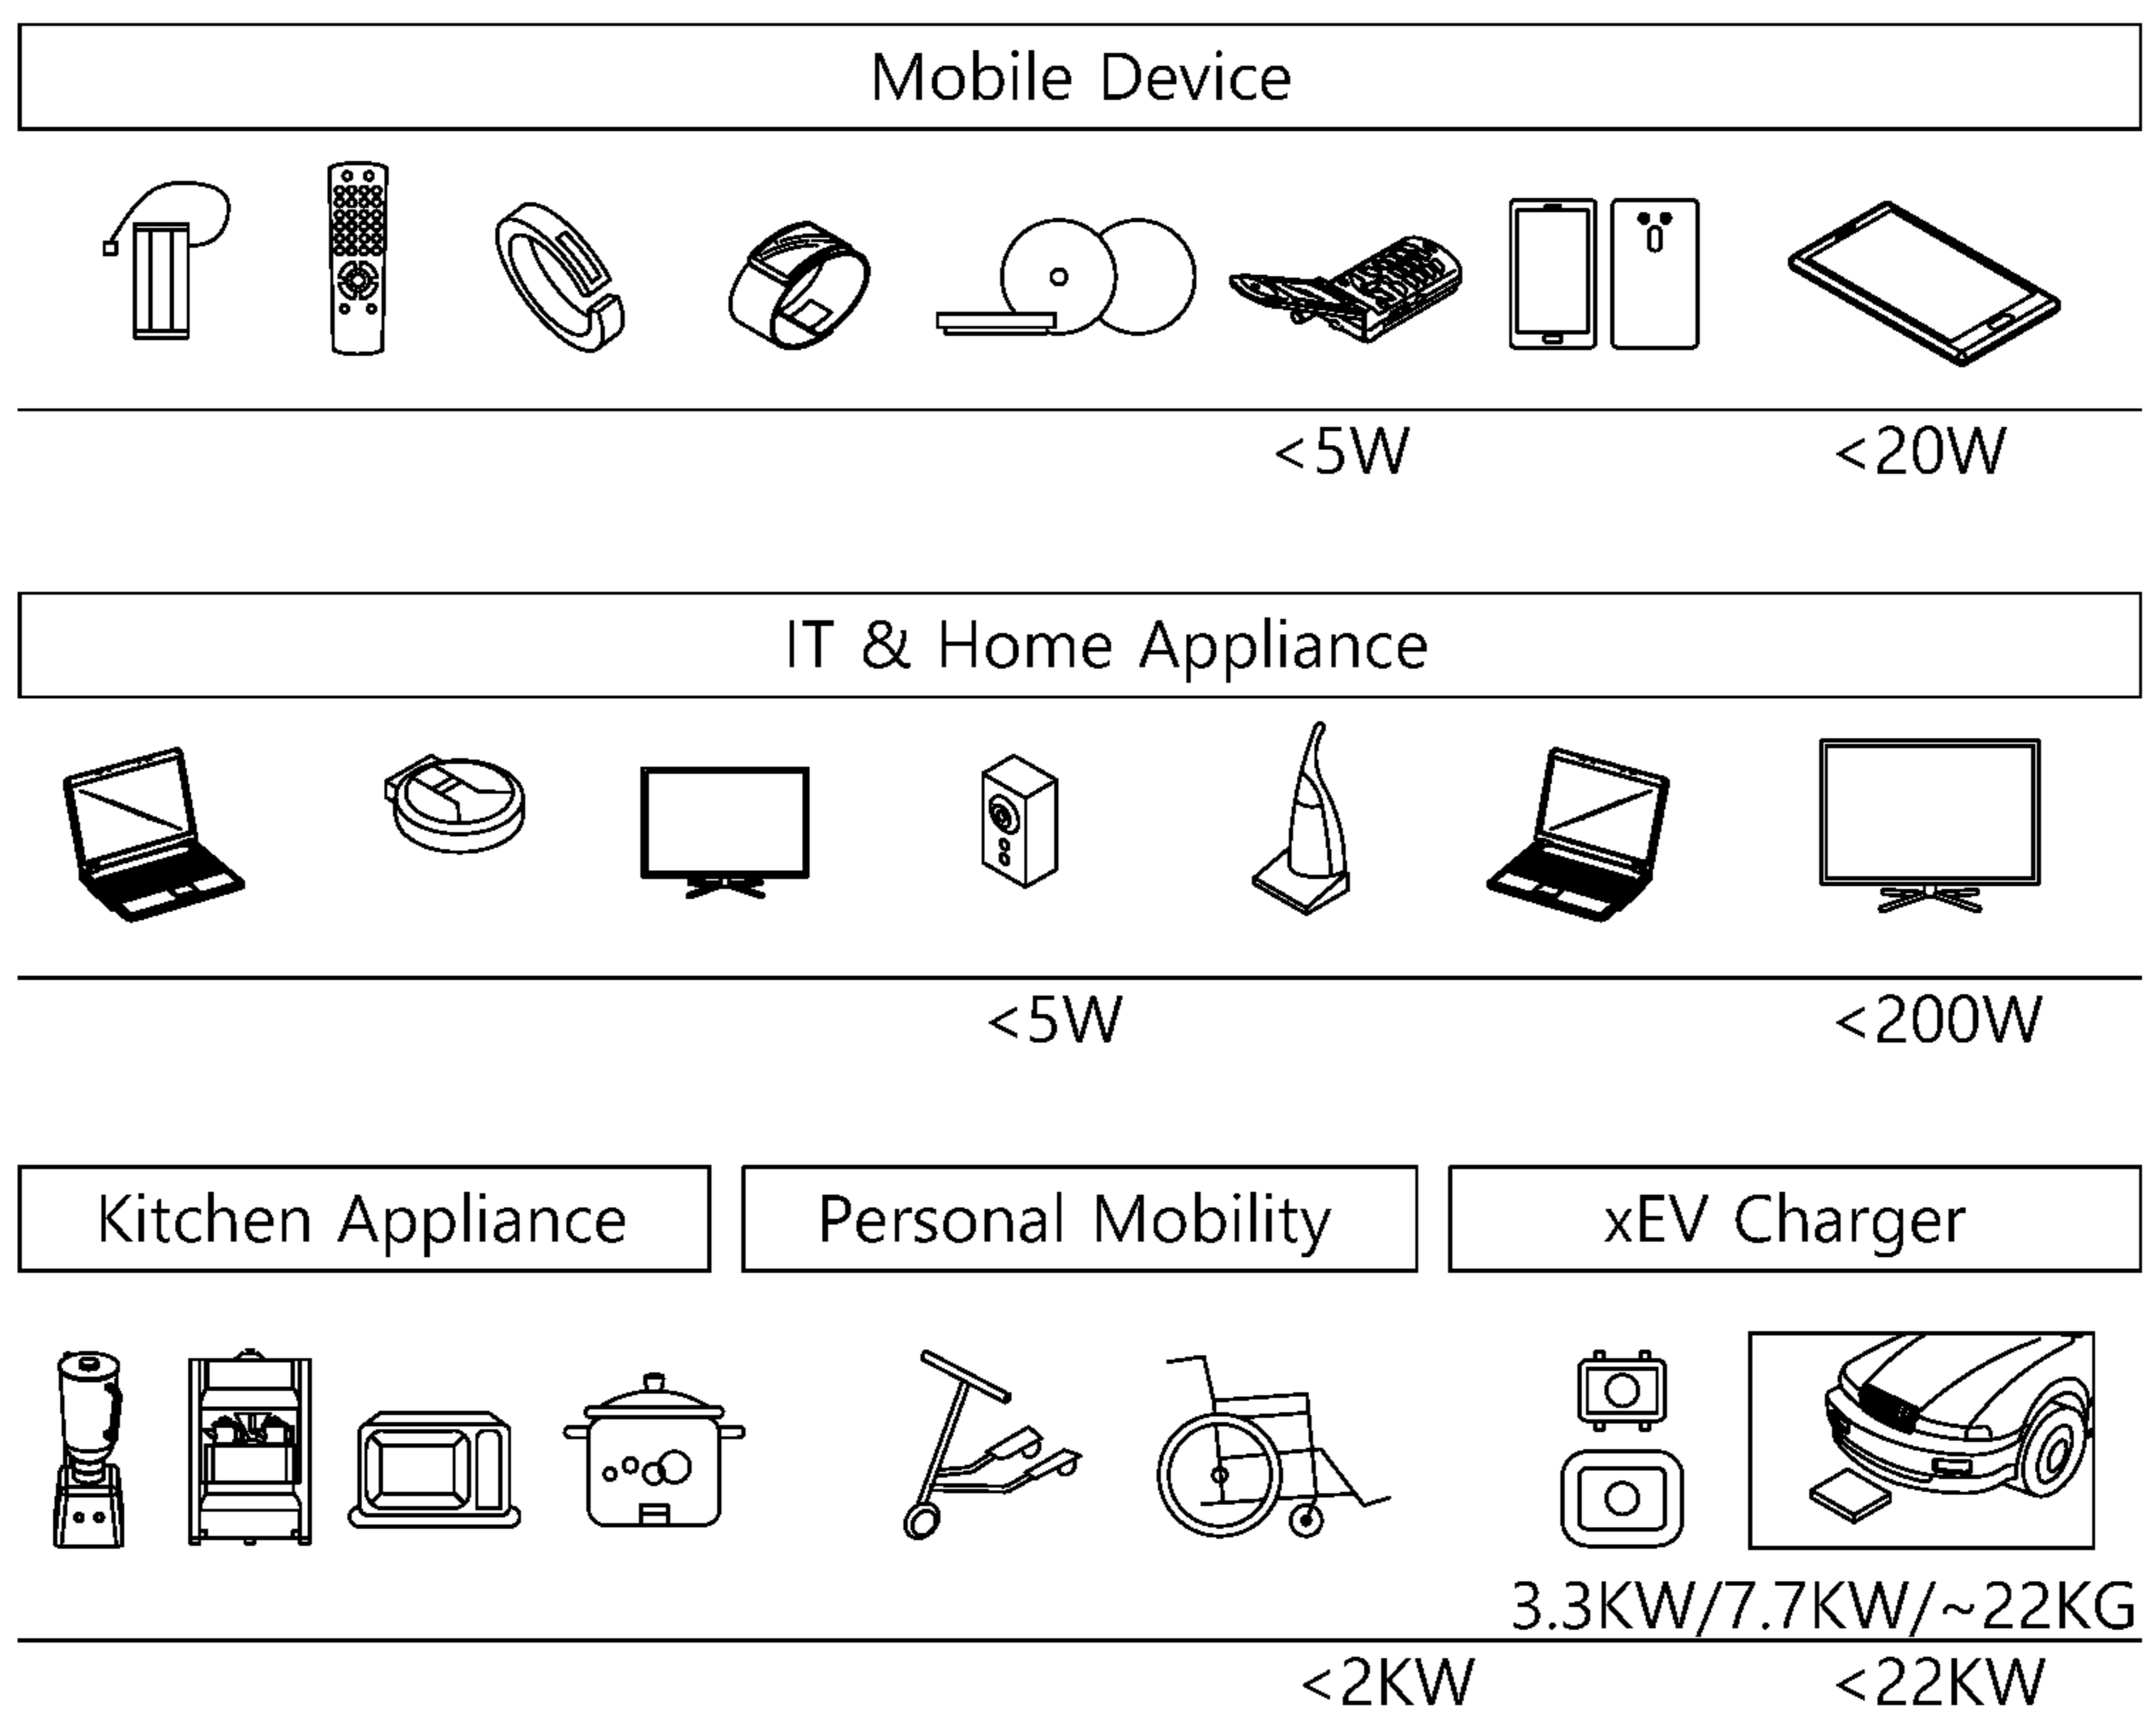 Mobile Device
<5W <20W
IT & Home Appliance
<5W <200W
Kitchen Appliance Personal Mobility xEV Charger
3.3KW/7.7KW/~22KG
<2KW <22KW